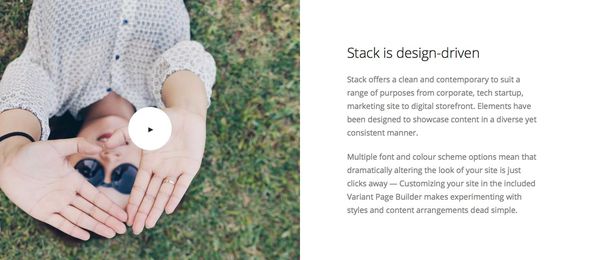 Stack is design-driven
Stack offers a clean and contemporary to suit a
range of purposes from corporate, tech startup,
marketing site to digital storefront. Elements have
been designed to showcase content in a diverse yet
consistent manner.
Multiple font and colour scheme options mean that
dramatically altering the look of your site is just
clicks away — Customizing your site in the included
Variant Page Builder makes experimenting with
styles and content arrangements dead simple.